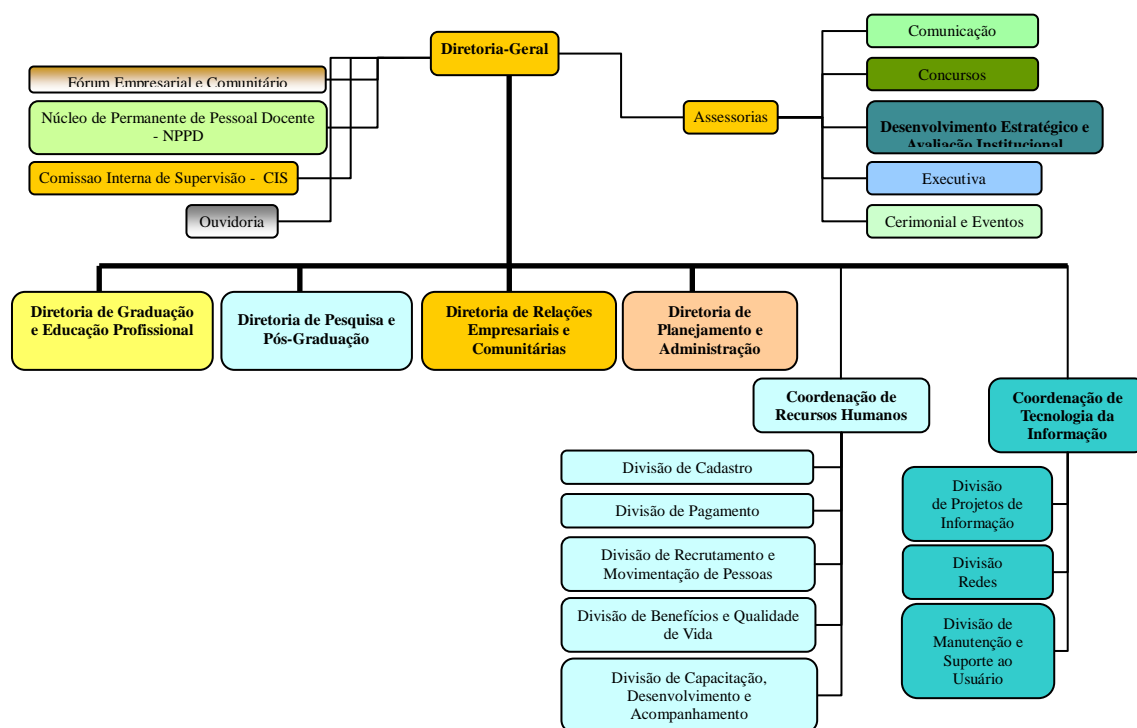 Diretoria-Geral
Fórum Empresarial e Comunitário
Núcleo de Permanente de Pessoal Docente
- NPPD
Comissao Interna de Supervisão - CIS
Ouvidoria
Assessorias
Comunicação
Concursos
Desenvolvimento Estratégico e
Avaliação Institucional
Executiva
Cerimonial e Eventos
Diretoria de Graduação
e Educação Profissional
Diretoria de Pesquisa e
Pós-Graduação
Diretoria de Relações
Empresariais e
Comunitárias
Diretoria de
Planejamento e
Administração
Coordenação de
Recursos Humanos
Divisão de Cadastro
Divisão de Pagamento
Divisão de Recrutamento e
Movimentação de Pessoas
Divisão de Benefícios e Qualidade
de Vida
Divisão de Capacitação,
Desenvolvimento e
Acompanhamento
Coordenação de
Tecnologia da
Informação
Divisão
de Projetos de
Informação
Divisão
Redes
Divisão de
Manutenção e
Suporte ao
Usuário